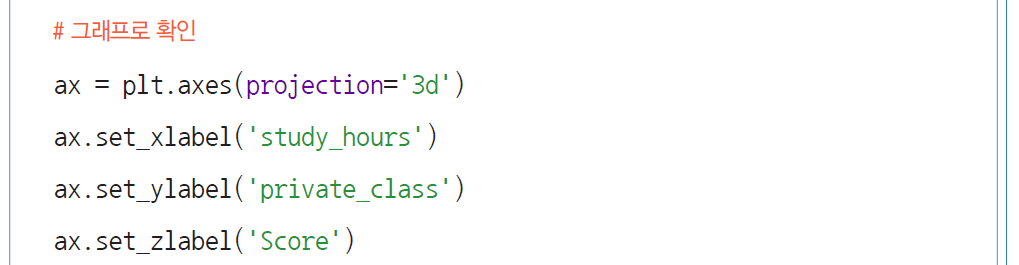 # 그래프로 확인
ax = plt.axes(projection='3d')
ax.set_xlabel('study_hours')
ax.set_ylabel('private_class')
ax.set_zlabel('Score')